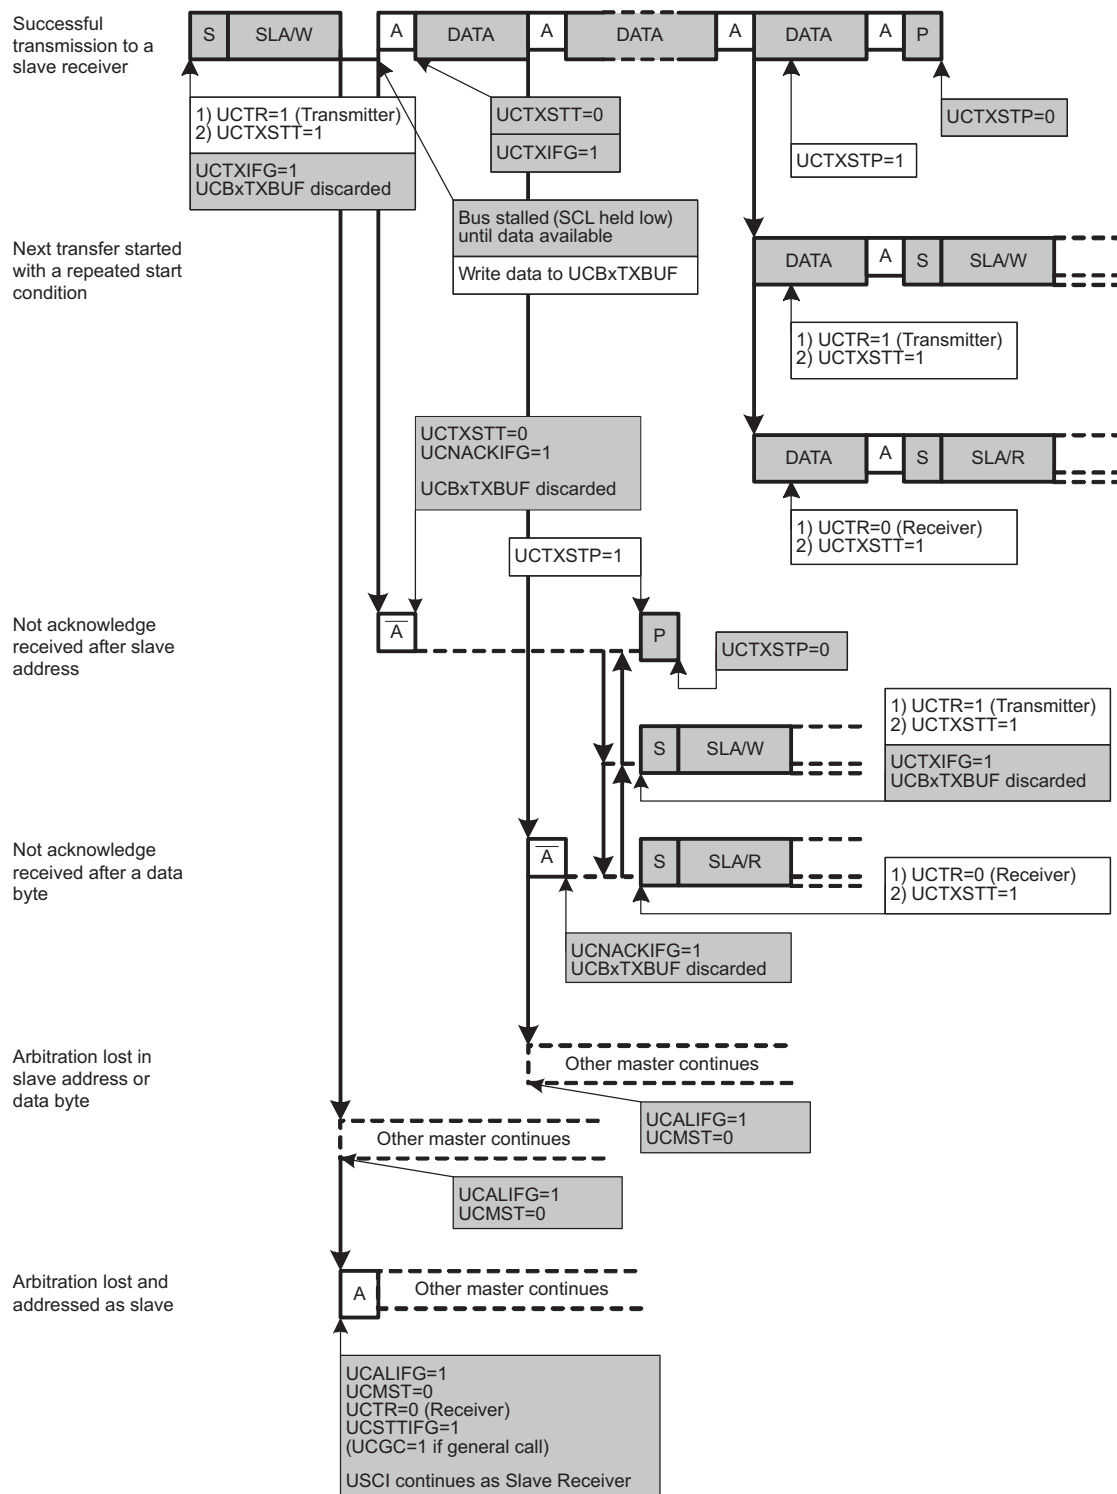 Successful
transmission to a
slave receiver
S
SLA/W
A
DATA
A
DATA
A
DATA
A
P
1) UCTR=1 (Transmitter)
2) UCTXSTT=1
UCTXIFG=1
UCBxTXBUF discarded
UCTXSTT=0
UCTXIFG=1
UCTXSTP=0
UCTXSTP=1
Bus stalled (SCL held low)
until data available
Write data to UCBxTXBUF
Next transfer started
with a repeated start
condition
DATA
A
S
SLA/W
1) UCTR=1 (Transmitter)
2) UCTXSTT=1
UCTXSTT=0
UCNACKIFG=1
UCBxTXBUF discarded
DATA
A
S
SLA/R
1) UCTR=0 (Receiver)
2) UCTXSTT=1
UCTXSTP=1
Not acknowledge
received after slave
address
A
P
UCTXSTP=0
S
SLA/W
1) UCTR=1 (Transmitter)
2) UCTXSTT=1
UCTXIFG=1
UCBxTXBUF discarded
Not acknowledge
received after a data
byte
A
S
SLA/R
1) UCTR=0 (Receiver)
2) UCTXSTT=1
UCNACKIFG=1
UCBxTXBUF discarded
Arbitration lost in
slave address or
data byte
Other master continues
UCALIFG=1
UCMST=0
Other master continues
UCALIFG=1
UCMST=0
Arbitration lost and
addressed as slave
A
Other master continues
UCALIFG=1
UCMST=0
UCTR=0 (Receiver)
UCSTTIFG=1
(UCGC=1 if general call)
USCI continues as Slave Receiver